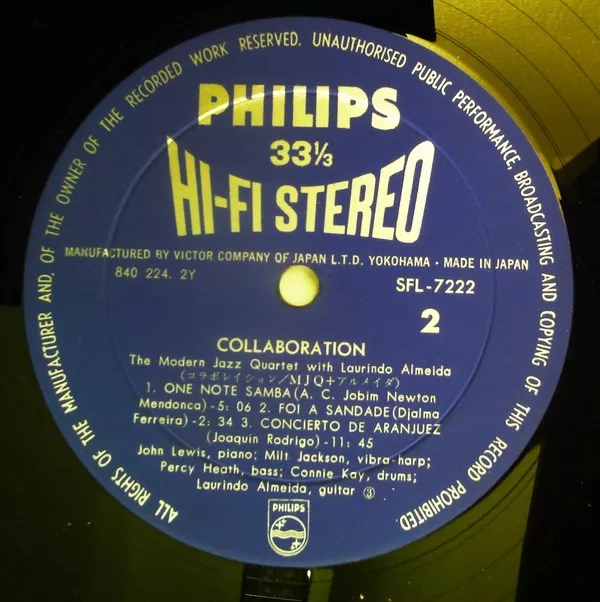 ALL RIGHTS OF THE MANUFACTURER AND OF THE OWNER OF THE RECORDED WORK RESERVED. UNAUTHORISED PUBLIC PERFORMANCE, BROADCASTING AND COPYING OF THIS RECORD PROHIBITED
PHILIPS
33⅓
HI-FI STEREO
MANUFACTURED BY VICTOR COMPANY OF JAPAN L.T.D. YOKOHAMA • MADE IN JAPAN
840 224. 2Y
SFL-7222
2
COLLABORATION
The Modern Jazz Quartet with Laurindo Almeida
(コラボレイション/MJQ+アルメイダ)
1. ONE NOTE SAMBA(A. C. Jobim Newton
Mendonca)-5: 06 2. FOI A SANDADE(Djalma
Ferreira)-2: 34 3. CONCIERTO DE ARANJUEZ
(Joaquin Rodrigo)-11: 45
John Lewis, piano; Milt Jackson, vibra-harp;
Percy Heath, bass; Connie Kay, drums;
Laurindo Almeida, guitar ③
PHILIPS